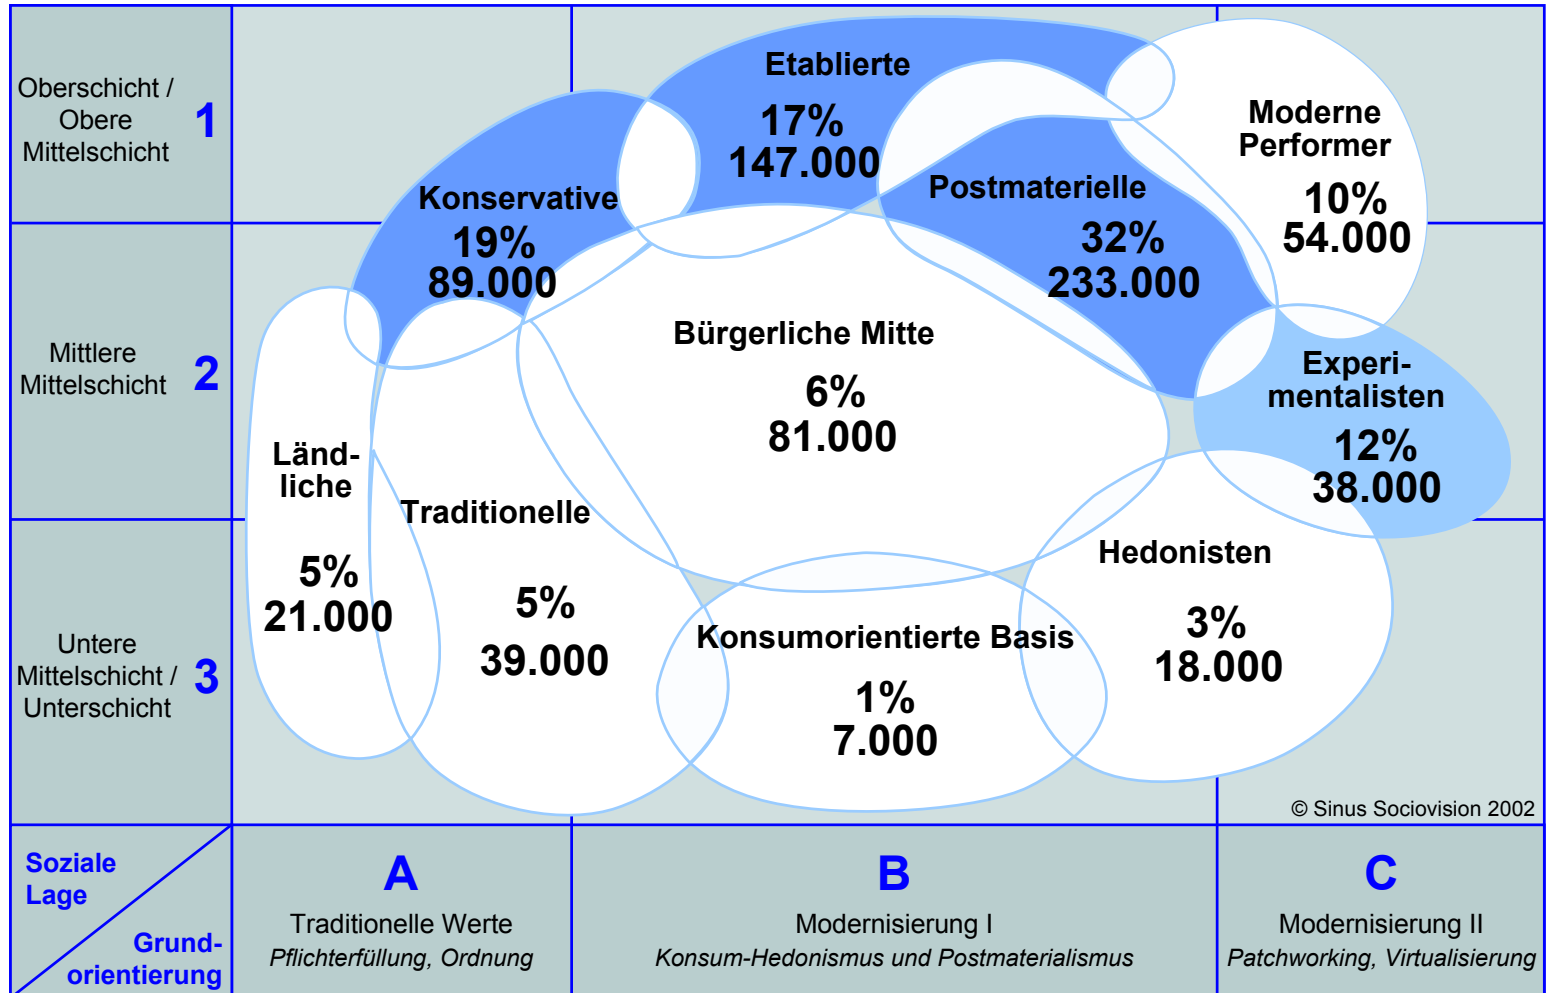 Oberschicht /
Obere
Mittelschicht
1
Etablierte
17%
147.000
Moderne
Performer
10%
54.000
Konservative
19%
89.000
Postmaterielle
32%
233.000
Mittlere
Mittelschicht
2
Bürgerliche Mitte
6%
81.000
Experi-
mentalisten
12%
38.000
Länd-
liche
5%
21.000
Traditionelle
5%
39.000
Hedonisten
3%
18.000
Untere
Mittelschicht /
Unterschicht
3
Konsumorientierte Basis
1%
7.000
© Sinus Sociovision 2002
Soziale
Lage
Grund-
orientierung
A
Traditionelle Werte
Pflichterfüllung, Ordnung
B
Modernisierung I
Konsum-Hedonismus und Postmaterialismus
C
Modernisierung II
Patchworking, Virtualisierung